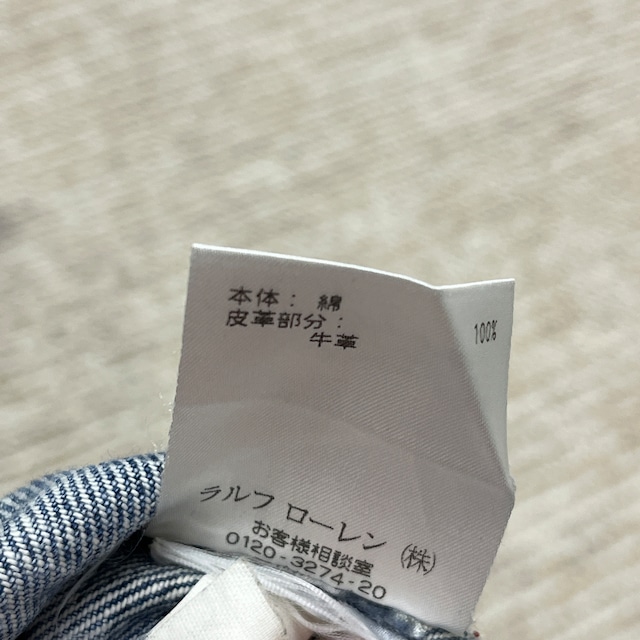 本体： 綿 100%
皮革部分：
牛革
ラルフ ローレン （株）
お客様相談室
0120-3274-20